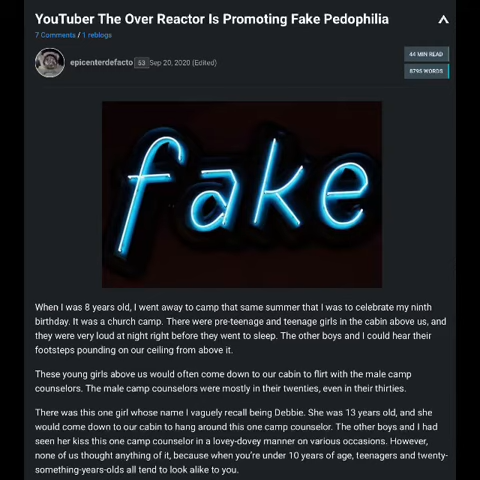 YouTuber The Over Reactor Is Promoting Fake Pedophilia
7 Comments / 1 reblogs
epicenterdefacto 53 Sep 20, 2020 (Edited)
44 MIN READ
8795 WORDS
fake
When I was 8 years old, I went away to camp that same summer that I was to celebrate my ninth
birthday. It was a church camp. There were pre-teenage and teenage girls in the cabin above us, and
they were very loud at night right before they went to sleep. The other boys and I could hear their
footsteps pounding on our ceiling from above it.
These young girls above us would often come down to our cabin to flirt with the male camp
counselors. The male camp counselors were mostly in their twenties, even in their thirties.
There was this one girl whose name I vaguely recall being Debbie. She was 13 years old, and she
would come down to our cabin to hang around this one camp counselor. The other boys and I had
seen her kiss this one camp counselor in a lovey-dovey manner on various occasions. However,
none of us thought anything of it, because when you're under 10 years of age, teenagers and twenty-
something-years-olds all tend to look alike to you.